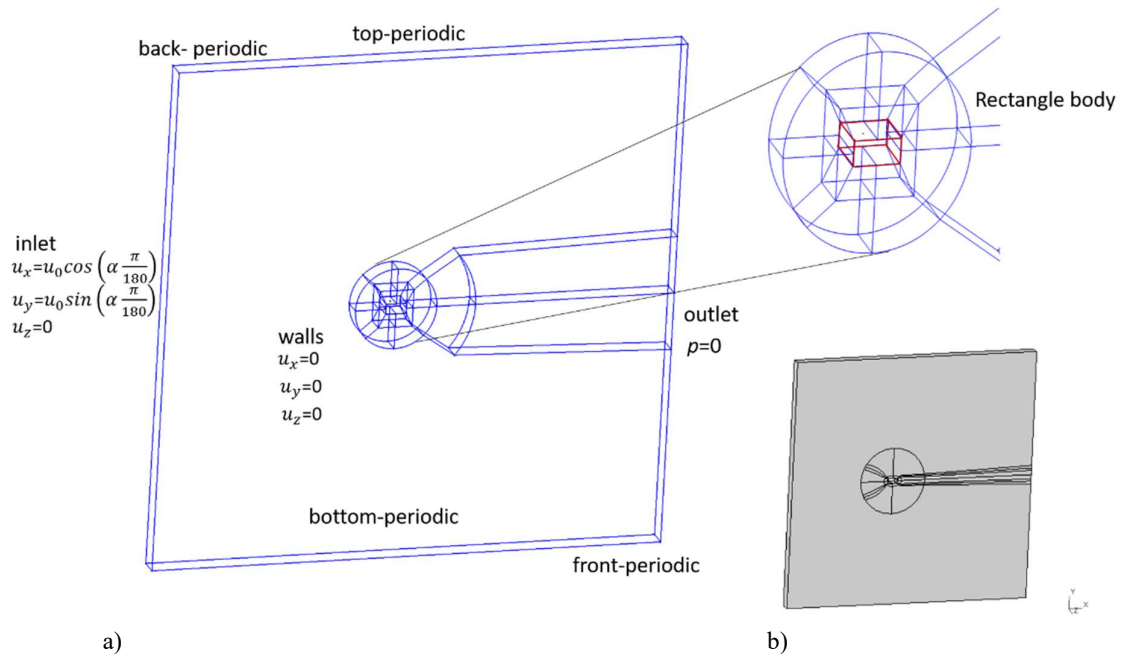 back- periodic
top-periodic
Rectangle body
inlet
u_x=u_0cos(α π/180)
u_y=u_0sin(α π/180)
u_z=0
walls
u_x=0
u_y=0
u_z=0
outlet
p=0
bottom-periodic
front-periodic
Y
Z X
a)
b)